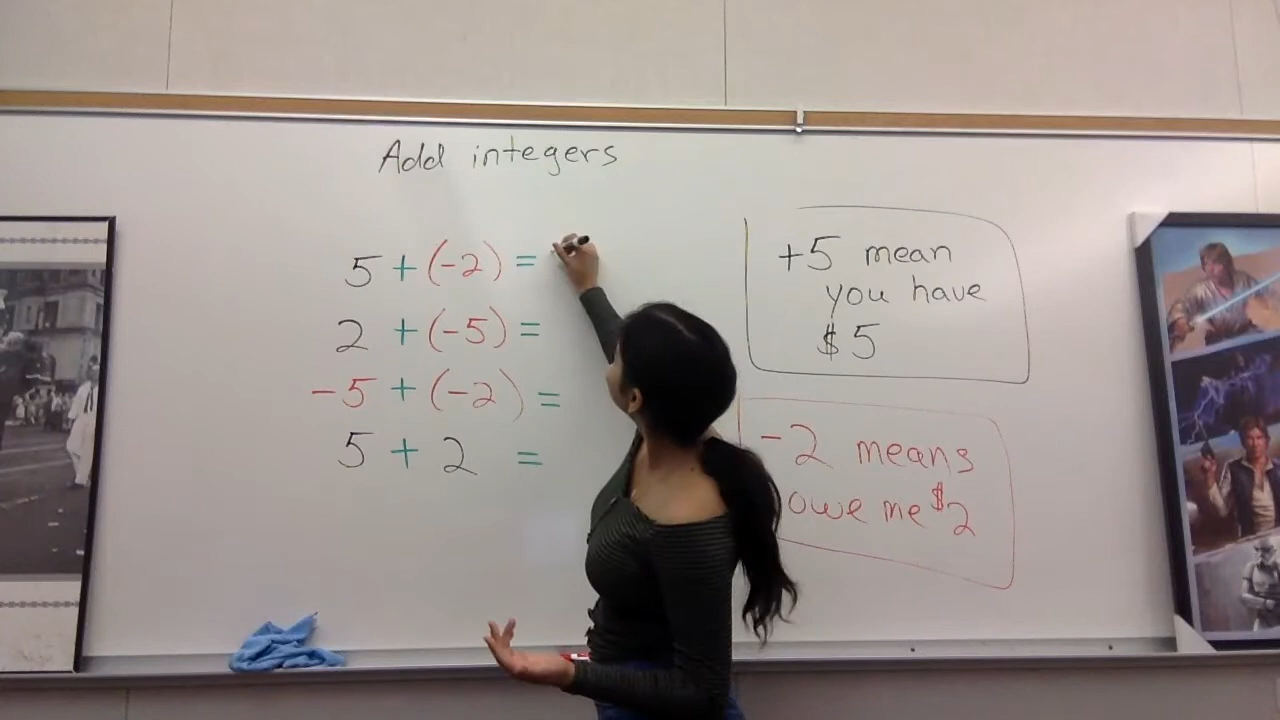 Add integers
5 + (-2) =
2 + (-5) =
-5 + (-2) =
5 + 2 =
+5 mean
you have
$5
-2 means
owe me $2